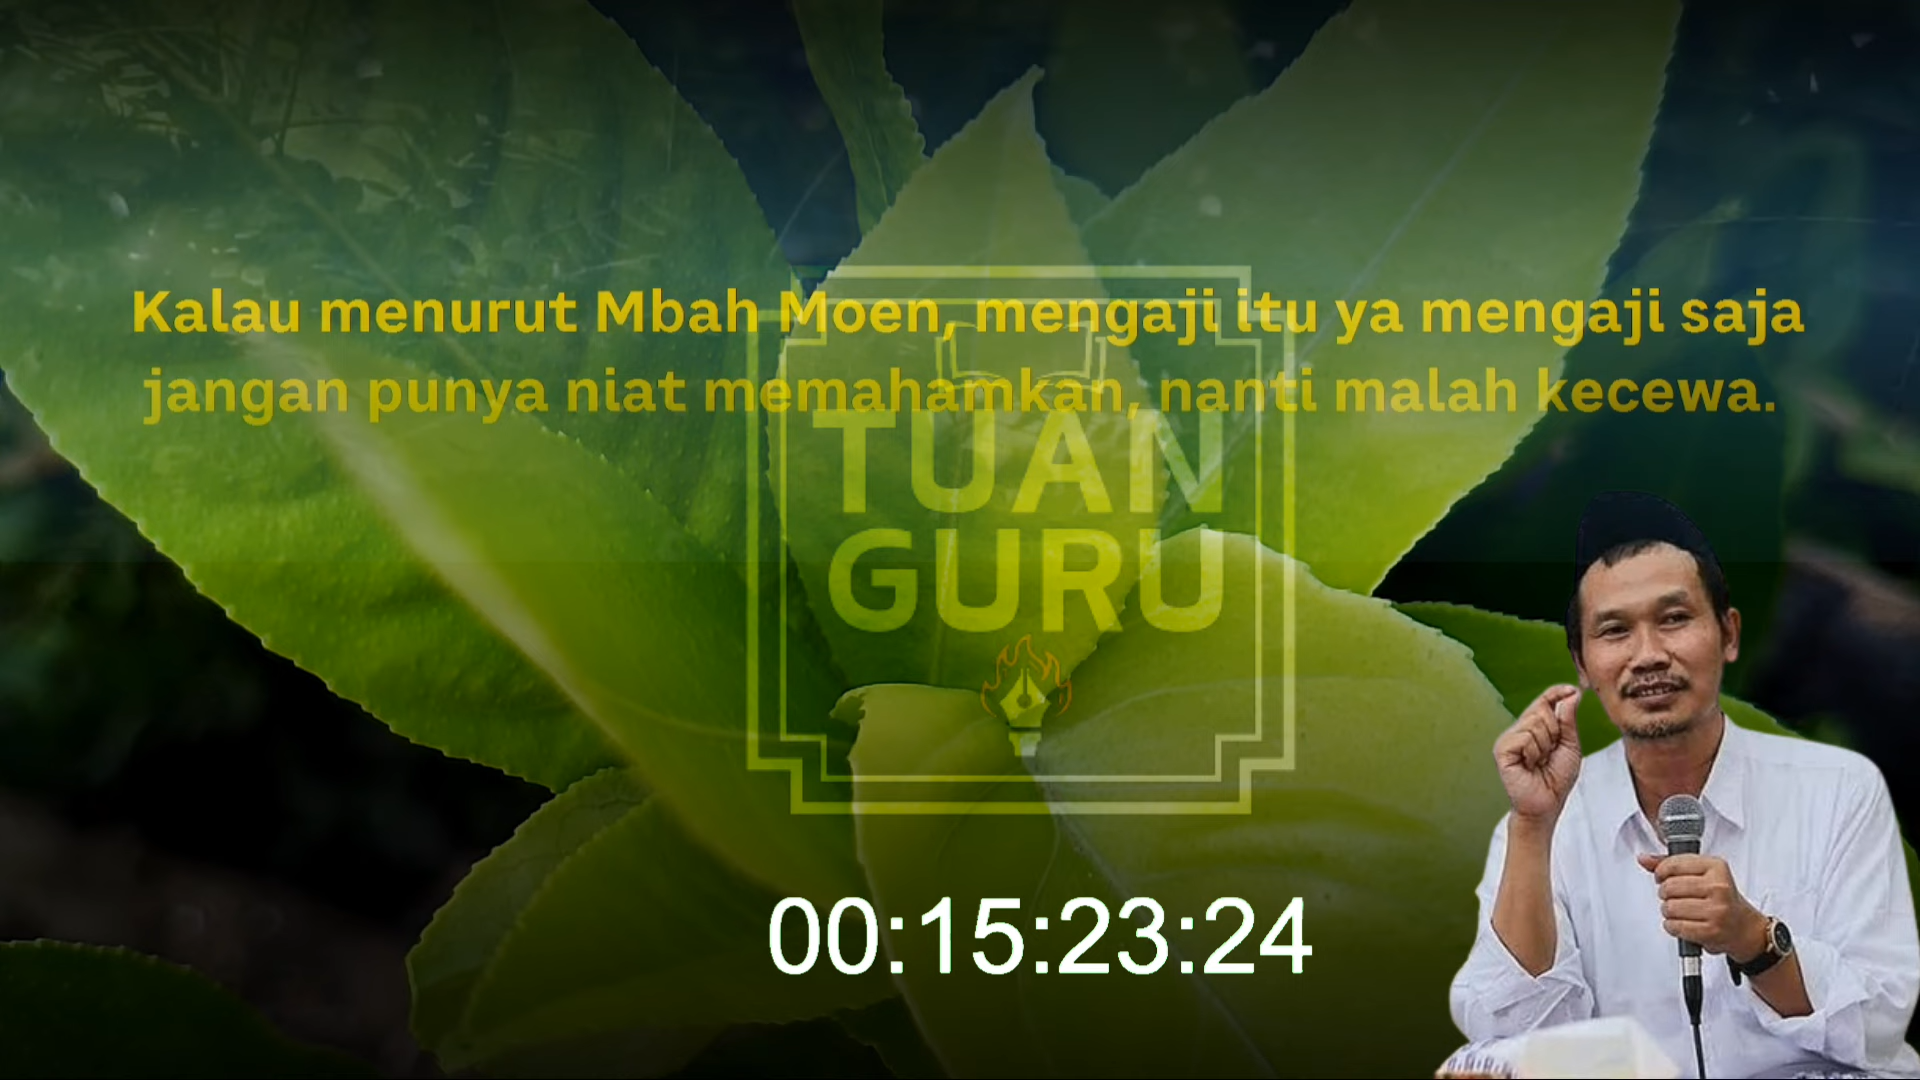 Kalau menurut Mbah Moen, mengaji itu ya mengaji saja
jangan punya niat memahamkan, nanti malah kecewa.
TUAN
GURU
00:15:23:24